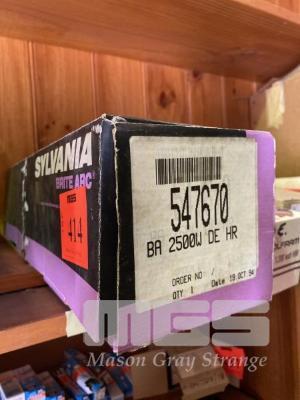 SYLVANIA
BRITE ARC
MGS
414
547670
BA 2500W DE HR
ORDER NO /
QTY 1 Date 19 OCT 94
MGS
Mason Gray Strange